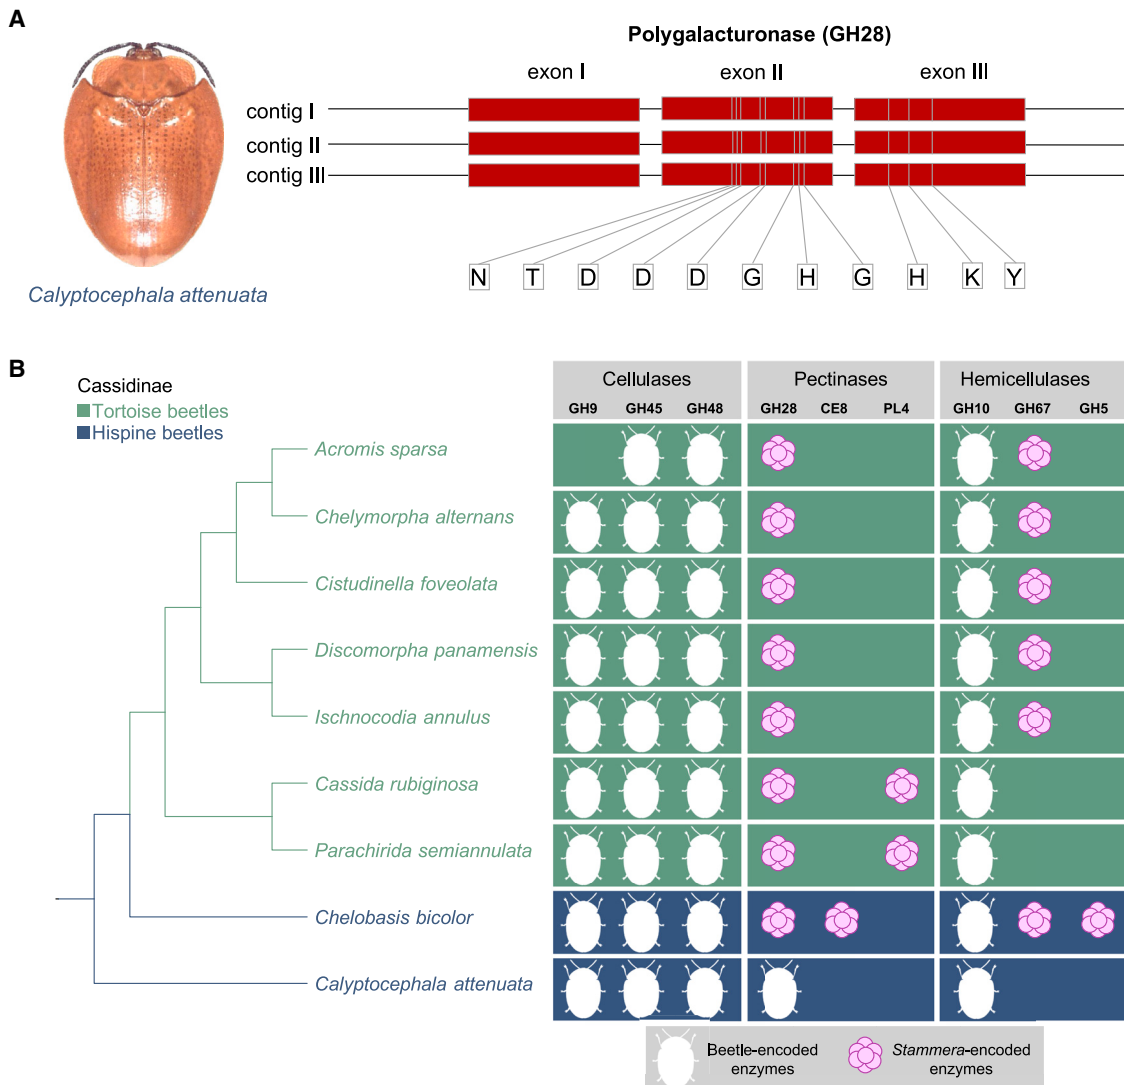 A
Polygalacturonase (GH28)
exon I exon II exon III
contig I
contig II
contig III
N T D D D G H G H K Y
Calyptocephala attenuata
B
Cassidinae
Tortoise beetles
Hispine beetles
Cellulases Pectinases Hemicellulases
GH9 GH45 GH48 GH28 CE8 PL4 GH10 GH67 GH5
Acromis sparsa
Chelymorpha alternans
Cistudinella foveolata
Discomorpha panamensis
Ischnocodia annulus
Cassida rubiginosa
Parachirida semiannulata
Chelobasis bicolor
Calyptocephala attenuata
Beetle-encoded
enzymes
Stammera-encoded
enzymes